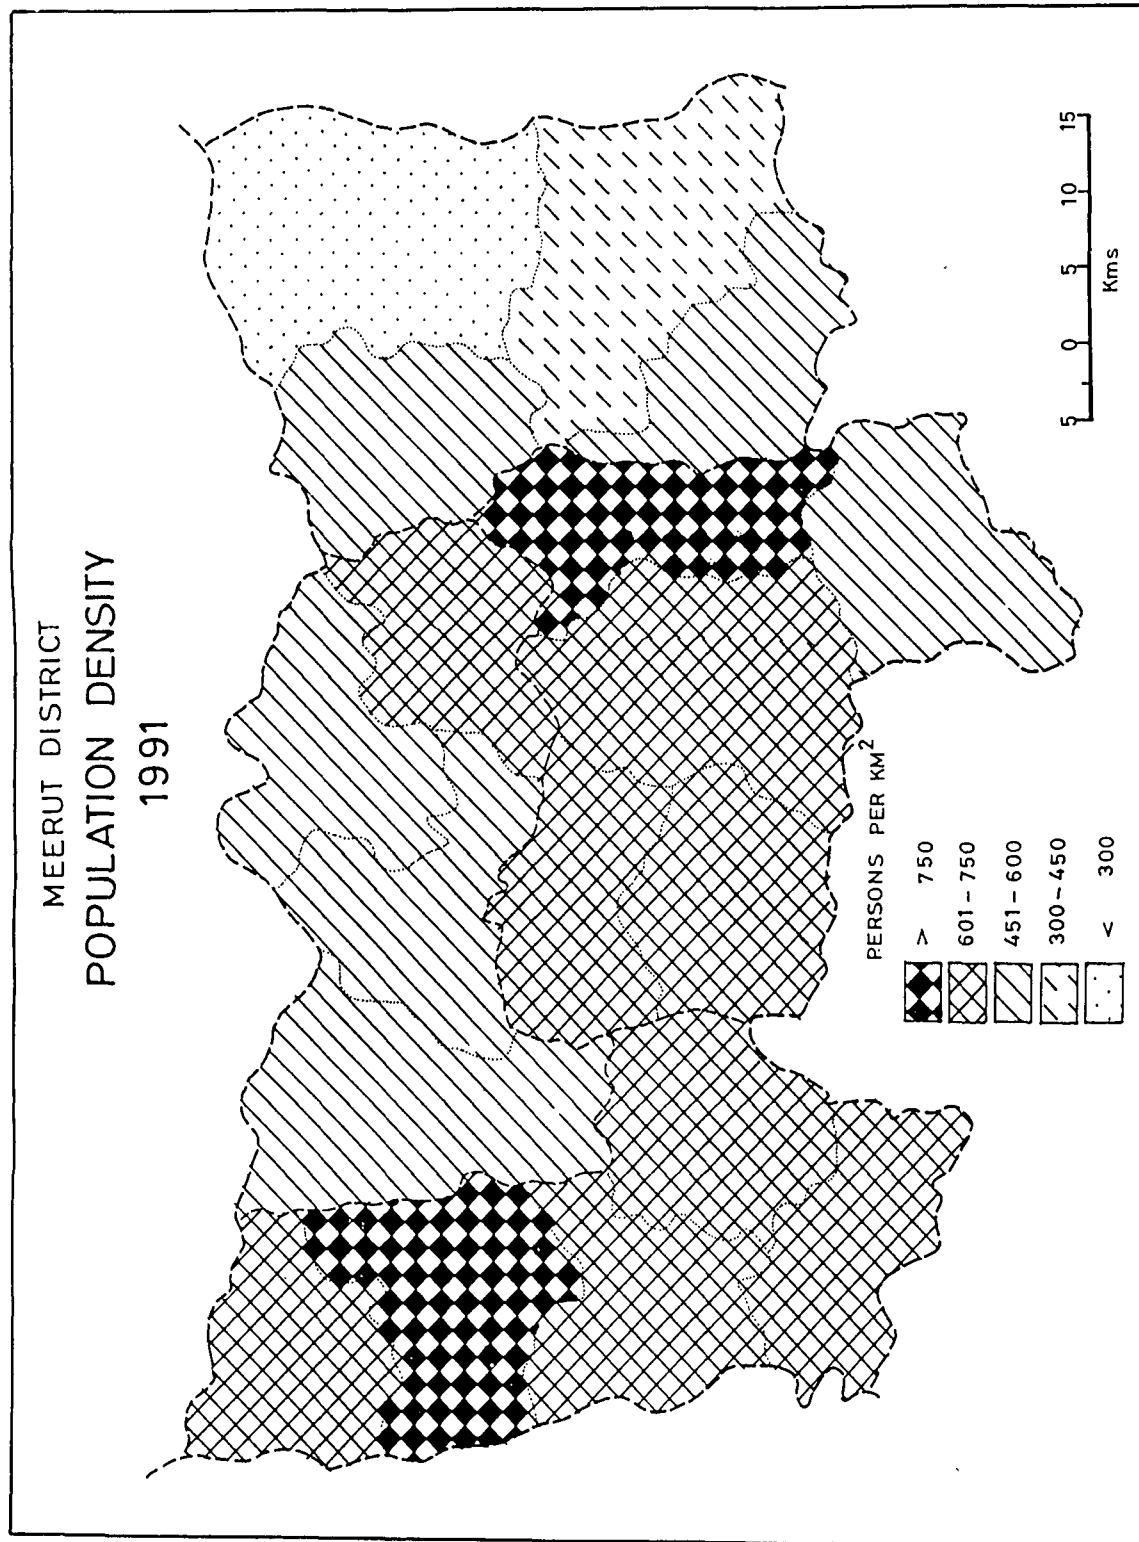 MEERUT DISTRICT
POPULATION DENSITY
1991
PERSONS PER KM²
> 750
601-750
451-600
300-450
< 300
5 0 5 10 15
Kms